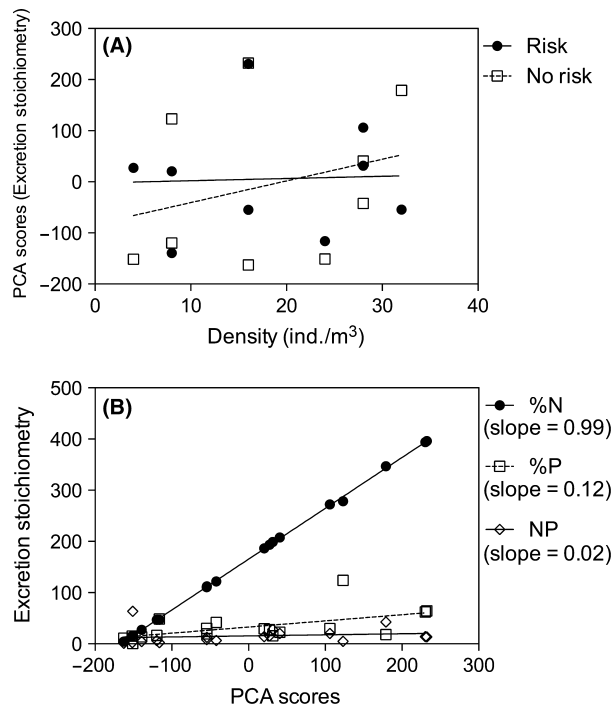 (A)
PCA scores (Excretion stoichiometry)
300
200
100
0
−100
−200
0
10
20
30
40
Density (ind./m³)
Risk
No risk
(B)
Excretion stoichiometry
500
400
300
200
100
0
−200
−100
0
100
200
300
PCA scores
%N
(slope = 0.99)
%P
(slope = 0.12)
NP
(slope = 0.02)